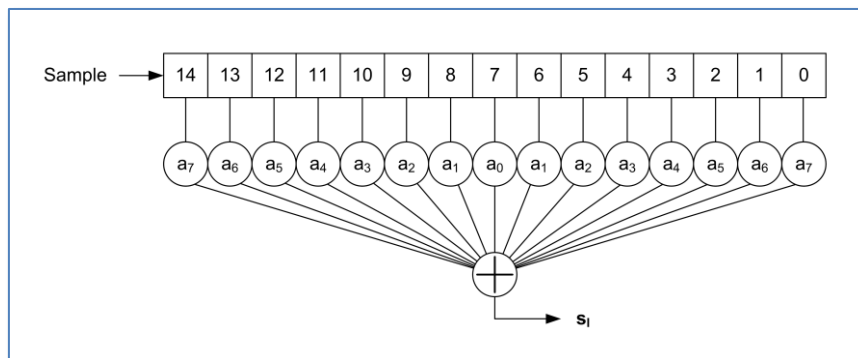 Sample 14 13 12 11 10 9 8 7 6 5 4 3 2 1 0
a₇ a₆ a₅ a₄ a₃ a₂ a₁ a₀ a₁ a₂ a₃ a₄ a₅ a₆ a₇
sₗ